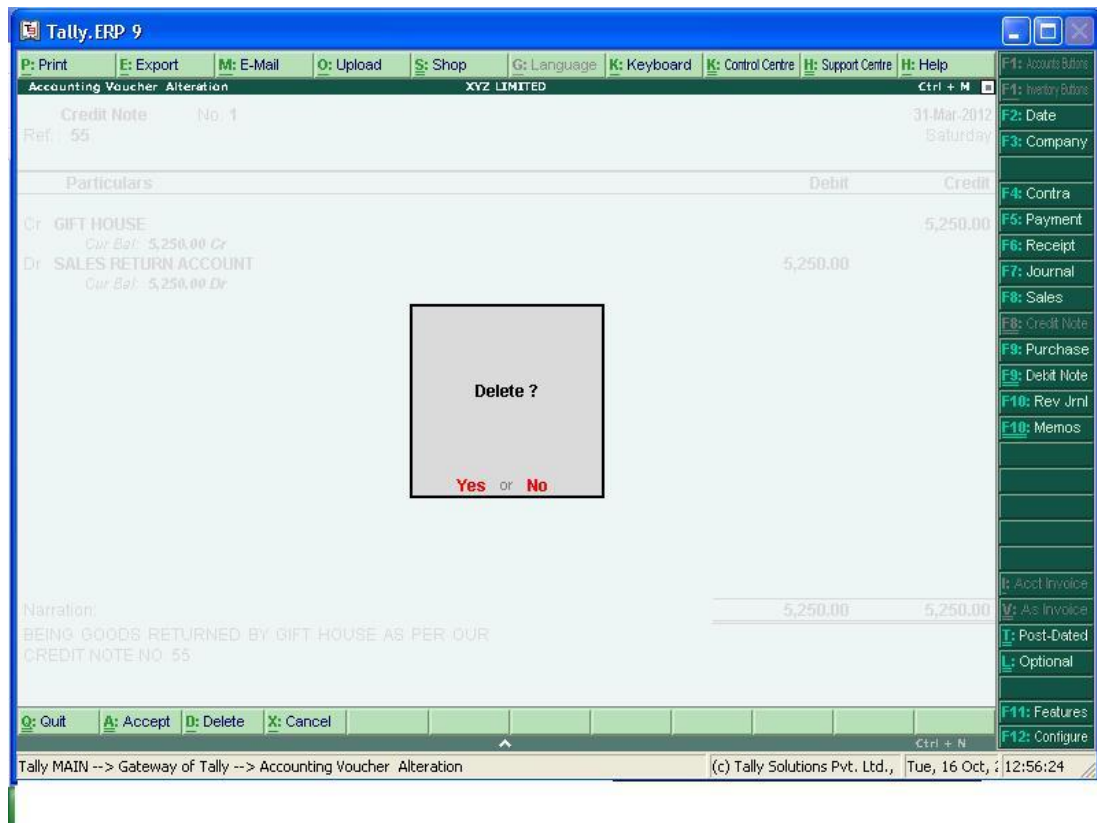 Tally.ERP 9
P: Print E: Export M: E-Mail O: Upload S: Shop G: Language K: Keyboard K: Control Centre H: Support Centre H: Help
Accounting Voucher Alteration XYZ LIMITED Ctrl + M
Credit Note No. 1 31-Mar-2012
Ref.: 55 Saturday
Particulars Debit Credit
Cr GIFT HOUSE 5,250.00
Cur Bal: 5,250.00 Cr
Dr SALES RETURN ACCOUNT 5,250.00
Cur Bal: 5,250.00 Dr
Delete ?
Yes or No
Narration: 5,250.00 5,250.00
BEING GOODS RETURNED BY GIFT HOUSE AS PER OUR
CREDIT NOTE NO. 55
F1: Accounts Buttons
F1: Inventory Buttons
F2: Date
F3: Company
F4: Contra
F5: Payment
F6: Receipt
F7: Journal
F8: Sales
F8: Credit Note
F9: Purchase
F9: Debit Note
F10: Rev Jrnl
F10: Memos
I: Acct Invoice
V: As Invoice
T: Post-Dated
L: Optional
F11: Features
F12: Configure
Q: Quit A: Accept D: Delete X: Cancel
Ctrl + N
Tally MAIN --> Gateway of Tally --> Accounting Voucher Alteration (c) Tally Solutions Pvt. Ltd., Tue, 16 Oct, 12:56:24